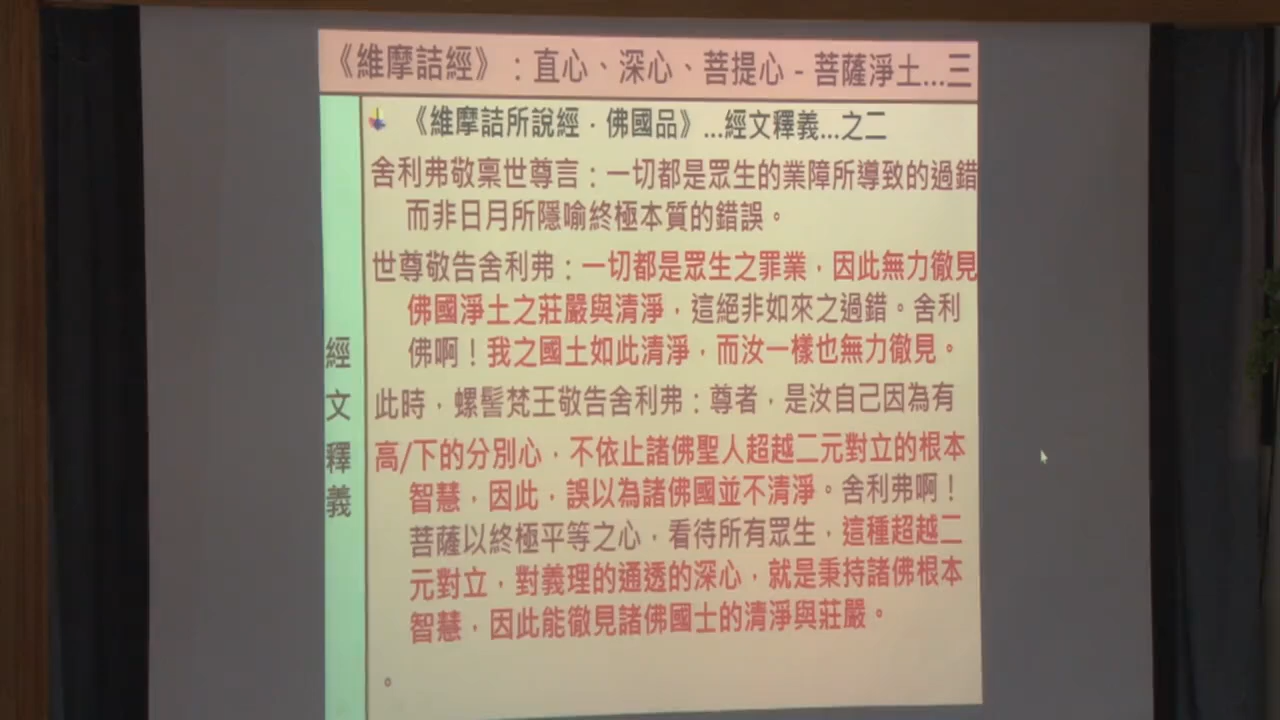 《維摩詰經》：直心、深心、菩提心 - 菩薩淨土...三
《維摩詰所說經．佛國品》...經文釋義...之二
舍利弗敬稟世尊言：一切都是眾生的業障所導致的過錯
而非日月所隱喻終極本質的錯誤。
世尊敬告舍利弗：一切都是眾生之罪業，因此無力徹見
佛國淨土之莊嚴與清淨，這絕非如來之過錯。舍利
佛啊！我之國土如此清淨，而汝一樣也無力徹見。
此時，螺髻梵王敬告舍利弗：尊者，是汝自己因為有
高/下的分別心，不依止諸佛聖人超越二元對立的根本
智慧，因此，誤以為諸佛國並不清淨。舍利弗啊！
菩薩以終極平等之心，看待所有眾生，這種超越二
元對立，對義理的通透的深心，就是秉持諸佛根本
智慧，因此能徹見諸佛國士的清淨與莊嚴。
。
經文釋義